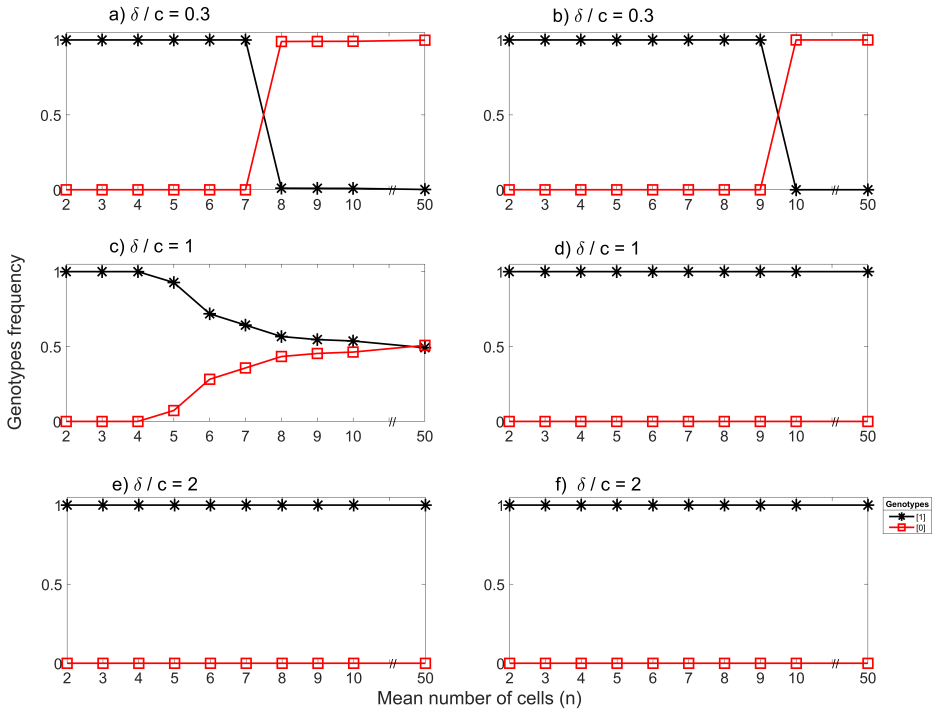 a) δ / c = 0.3
b) δ / c = 0.3
1
0.5
0
2 3 4 5 6 7 8 9 10 // 50
1
0.5
0
2 3 4 5 6 7 8 9 10 // 50
c) δ / c = 1
d) δ / c = 1
1
0.5
0
2 3 4 5 6 7 8 9 10 // 50
1
0.5
0
2 3 4 5 6 7 8 9 10 // 50
Genotypes frequency
e) δ / c = 2
f) δ / c = 2
1
0.5
0
2 3 4 5 6 7 8 9 10 // 50
1
0.5
0
2 3 4 5 6 7 8 9 10 // 50
Genotypes
[1]
[0]
Mean number of cells (n)